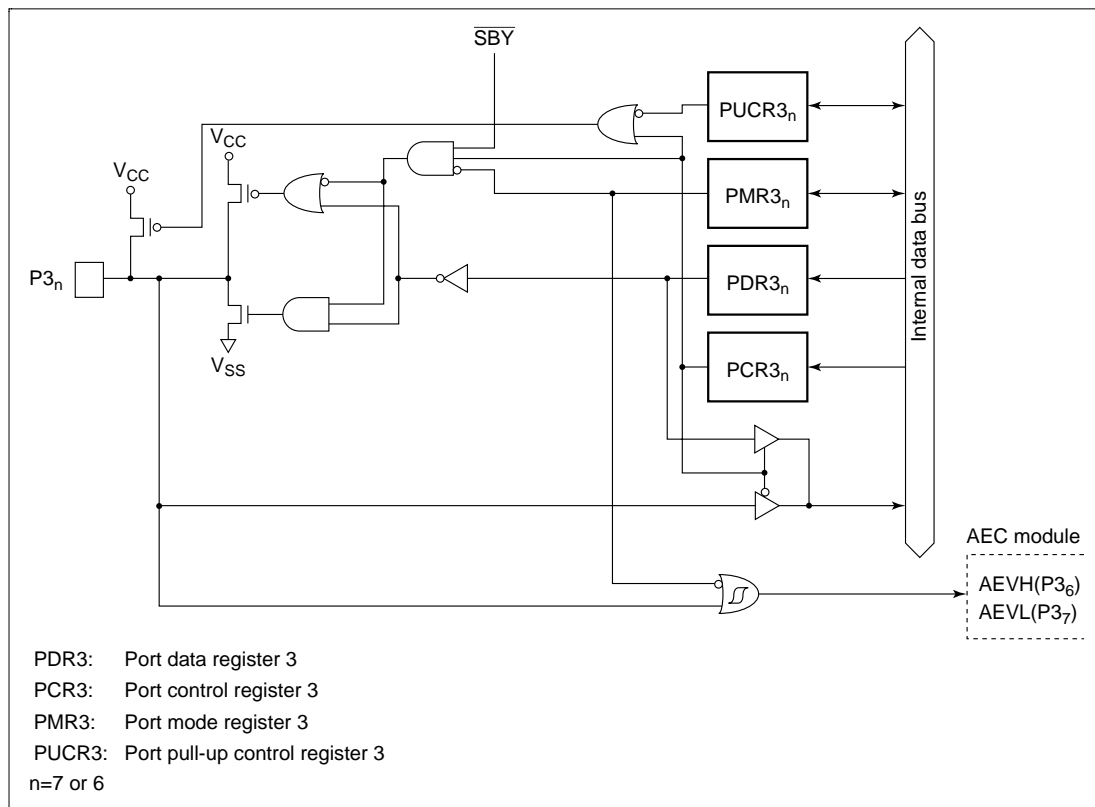 S̅B̅Y̅
PUCR3n
VCC
VCC
PMR3n
P3n
PDR3n
Internal data bus
VSS
PCR3n
AEC module
AEVH(P36)
AEVL(P37)
PDR3: Port data register 3
PCR3: Port control register 3
PMR3: Port mode register 3
PUCR3: Port pull-up control register 3
n=7 or 6